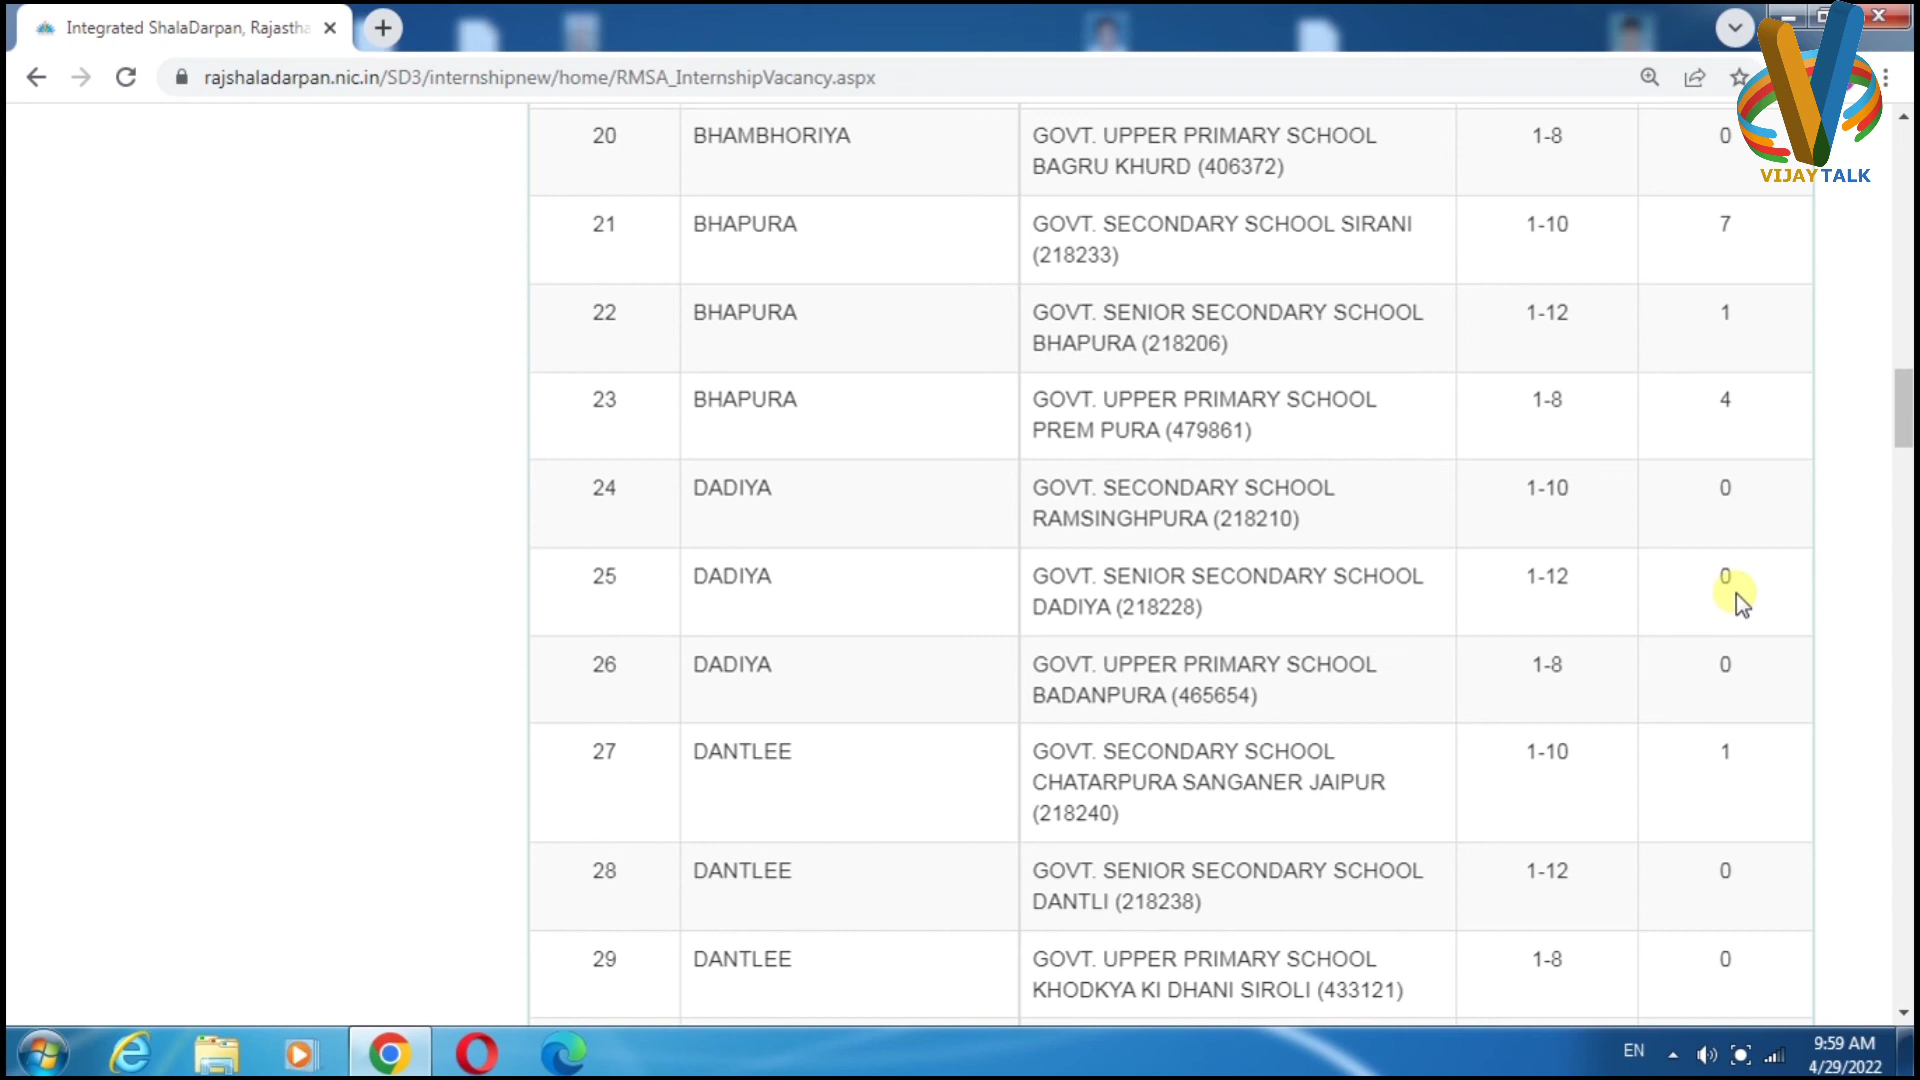 Integrated ShalaDarpan, Rajastha
rajshaladarpan.nic.in/SD3/internshipnew/home/RMSA_InternshipVacancy.aspx
VIJAYTALK
20 BHAMBHORIYA GOVT. UPPER PRIMARY SCHOOL 1-8 0
BAGRU KHURD (406372)
21 BHAPURA GOVT. SECONDARY SCHOOL SIRANI 1-10 7
(218233)
22 BHAPURA GOVT. SENIOR SECONDARY SCHOOL 1-12 1
BHAPURA (218206)
23 BHAPURA GOVT. UPPER PRIMARY SCHOOL 1-8 4
PREM PURA (479861)
24 DADIYA GOVT. SECONDARY SCHOOL 1-10 0
RAMSINGHPURA (218210)
25 DADIYA GOVT. SENIOR SECONDARY SCHOOL 1-12 0
DADIYA (218228)
26 DADIYA GOVT. UPPER PRIMARY SCHOOL 1-8 0
BADANPURA (465654)
27 DANTLEE GOVT. SECONDARY SCHOOL 1-10 1
CHATARPURA SANGANER JAIPUR
(218240)
28 DANTLEE GOVT. SENIOR SECONDARY SCHOOL 1-12 0
DANTLI (218238)
29 DANTLEE GOVT. UPPER PRIMARY SCHOOL 1-8 0
KHODKYA KI DHANI SIROLI (433121)
EN
9:59 AM
4/29/2022